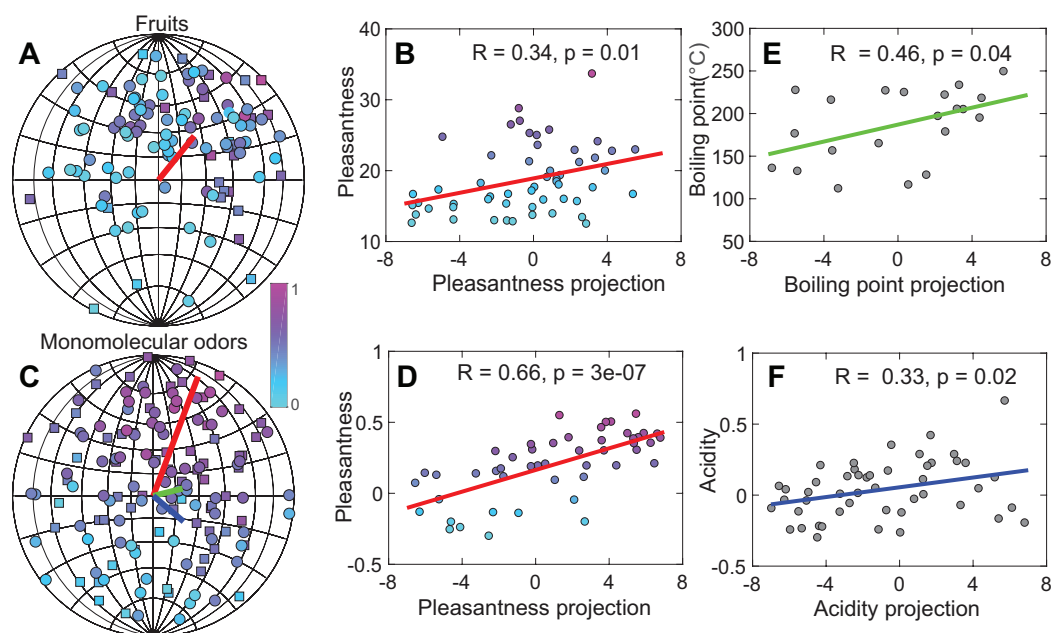 Fruits
A
1
0
Monomolecular odors
C
B
R = 0.34, p = 0.01
Pleasantness
40
30
20
10
-8
-4
0
4
8
Pleasantness projection
E
R = 0.46, p = 0.04
Boiling point(°C)
300
250
200
150
100
50
-8
-4
0
4
8
Boiling point projection
D
R = 0.66, p = 3e-07
Pleasantness
1
0.5
0
-0.5
-8
-4
0
4
8
Pleasantness projection
F
R = 0.33, p = 0.02
Acidity
1
0.5
0
-0.5
-8
-4
0
4
8
Acidity projection